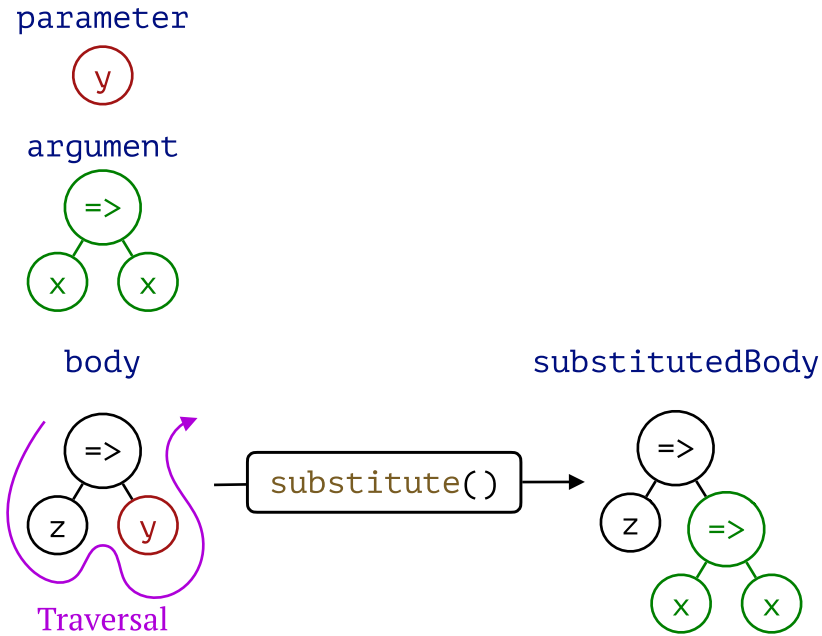 parameter
y
argument
=>
x x
body substitutedBody
=> =>
substitute()
z y z =>
x x
Traversal